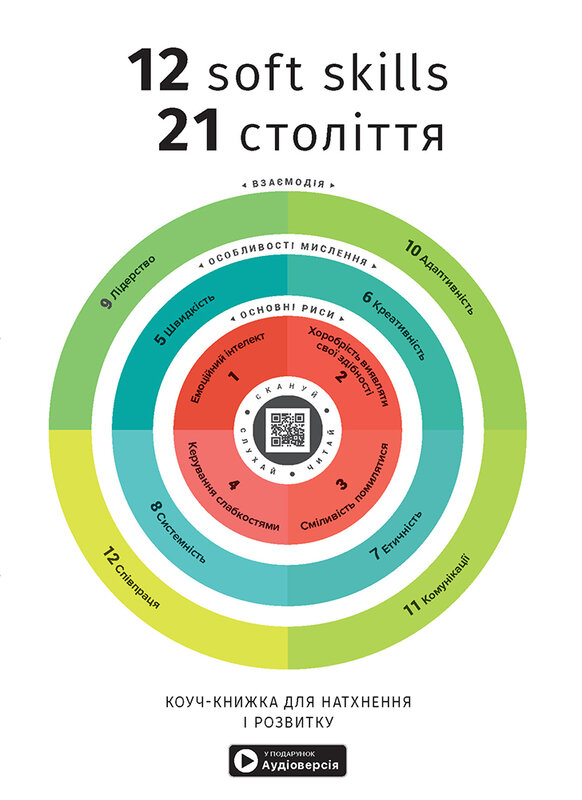 12 soft skills
21 століття
ВЗАЄМОДІЯ
9 Лідерство
10 Адаптивність
ОСОБЛИВОСТІ МИСЛЕННЯ
5 Швидкість
6 Креативність
ОСНОВНІ РИСИ
Емоційний інтелект
1
Хоробрість виявляти
свої здібності
2
СКАНУЙ
ЧИТАЙ
СЛУХАЙ
4
Керування слабкостями
3
Сміливість помилятися
8 Системність
7 Етичність
12 Співпраця
11 Комунікації
КОУЧ-КНИЖКА ДЛЯ НАТХНЕННЯ
І РОЗВИТКУ
У ПОДАРУНОК
Аудіоверсія